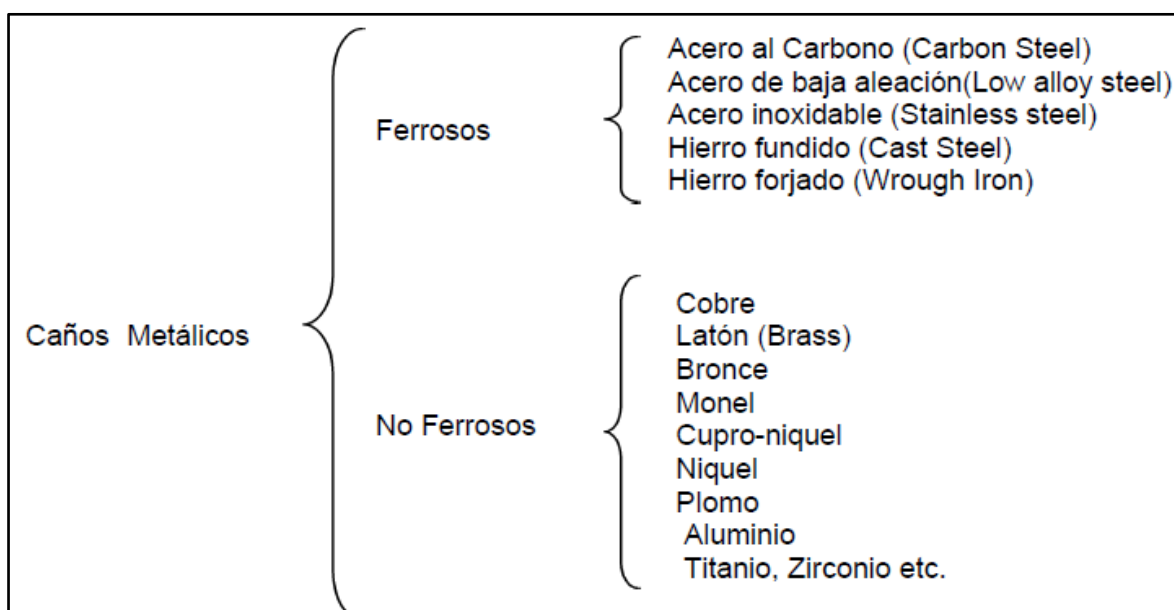 Caños Metálicos
Ferrosos
Acero al Carbono (Carbon Steel)
Acero de baja aleación(Low alloy steel)
Acero inoxidable (Stainless steel)
Hierro fundido (Cast Steel)
Hierro forjado (Wrough Iron)
No Ferrosos
Cobre
Latón (Brass)
Bronce
Monel
Cupro-niquel
Niquel
Plomo
Aluminio
Titanio, Zirconio etc.